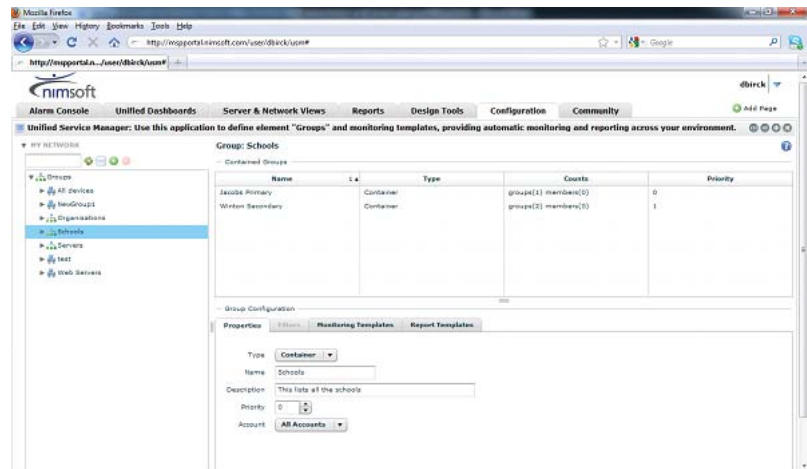 Mozilla Firefox
File Edit View History Bookmarks Tools Help
http://mspportal.nimsoft.com/user/dbirck/usm#
Google
http://mspportal.n.../user/dbirck/usm#
nimsoft
dbirck
Alarm Console Unified Dashboards Server & Network Views Reports Design Tools Configuration Community
Add Page
Unified Service Manager: Use this application to define element "Groups" and monitoring templates, providing automatic monitoring and reporting across your environment.
MY NETWORK
Groups
All devices
NeoGroup1
Organisations
Schools
Servers
test
Web Servers
Group: Schools
Contained Groups
Name 1 Type Counts Priority
Jacobs Primary Container groups(1) members(0) 0
Winton Secondary Container groups(2) members(0) 1
Group Configuration
Properties Filters Monitoring Templates Report Templates
Type Container
Name Schools
Description This lists all the schools
Priority 0
Account All Accounts